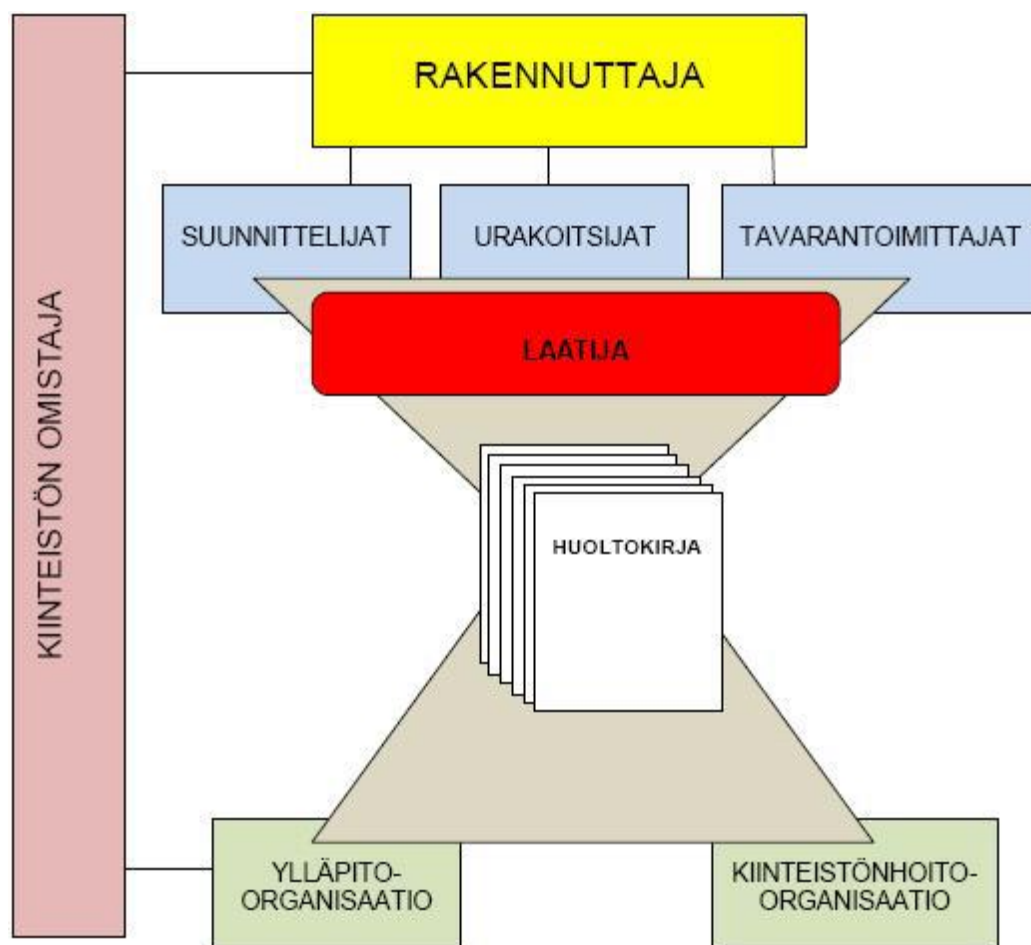 KIINTEISTÖN OMISTAJA
RAKENNUTTAJA
SUUNNITTELIJAT
URAKOITSIJAT
TAVARANTOIMITTAJAT
LAATIJA
HUOLTOKIRJA
YLLÄPITO-
ORGANISAATIO
KIINTEISTÖNHOITO-
ORGANISAATIO